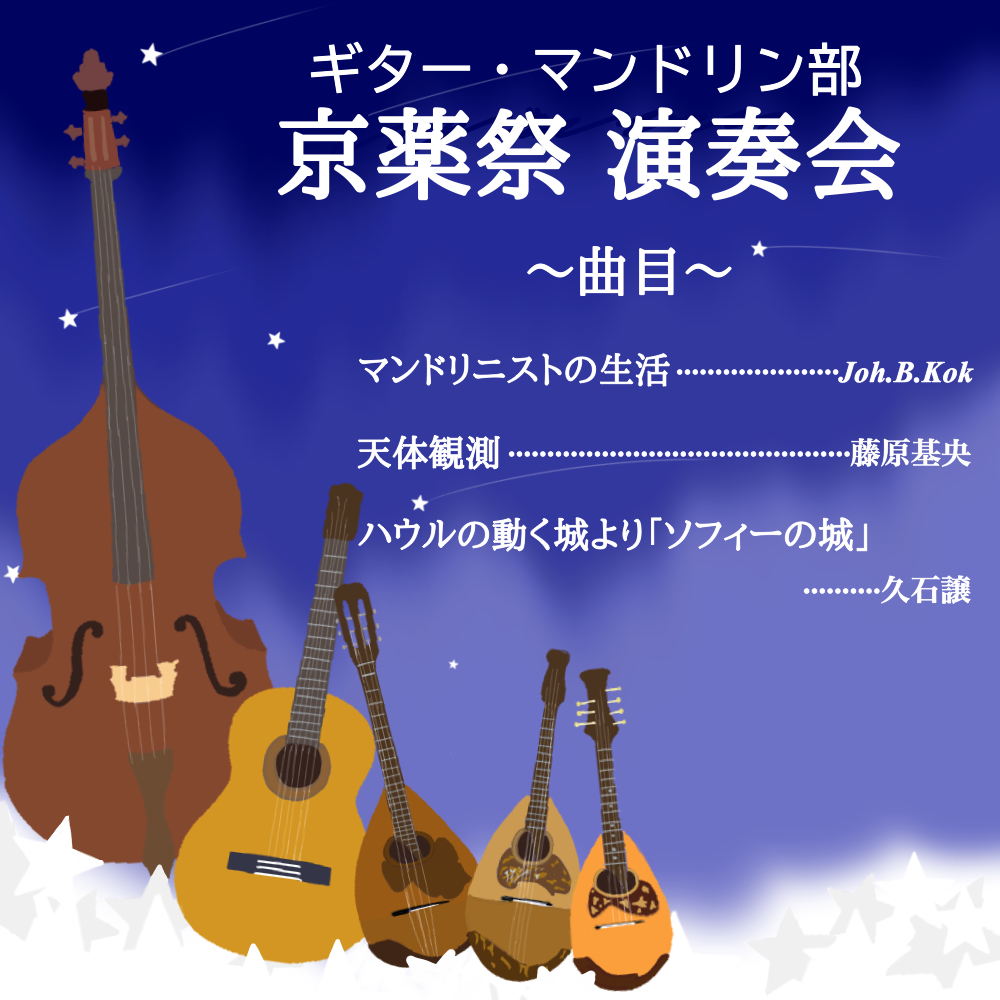 ギター・マンドリン部
京薬祭 演奏会
～曲目～
マンドリニストの生活…………………Joh.B.Kok
天体観測……………………………………藤原基央
ハウルの動く城より「ソフィーの城」
…………久石譲